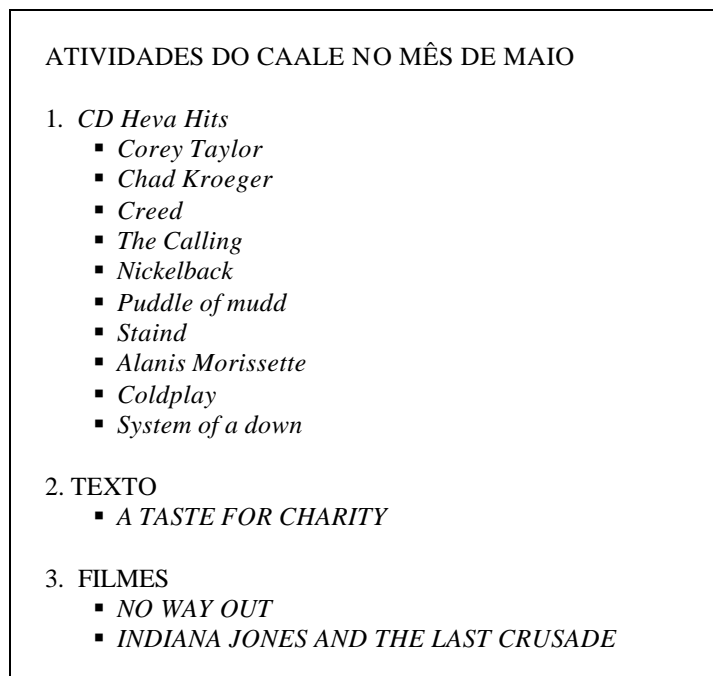 ATIVIDADES DO CAALE NO MÊS DE MAIO
1. CD Heva Hits
▪ Corey Taylor
▪ Chad Kroeger
▪ Creed
▪ The Calling
▪ Nickelback
▪ Puddle of mudd
▪ Staind
▪ Alanis Morissette
▪ Coldplay
▪ System of a down
2. TEXTO
▪ A TASTE FOR CHARITY
3. FILMES
▪ NO WAY OUT
▪ INDIANA JONES AND THE LAST CRUSADE